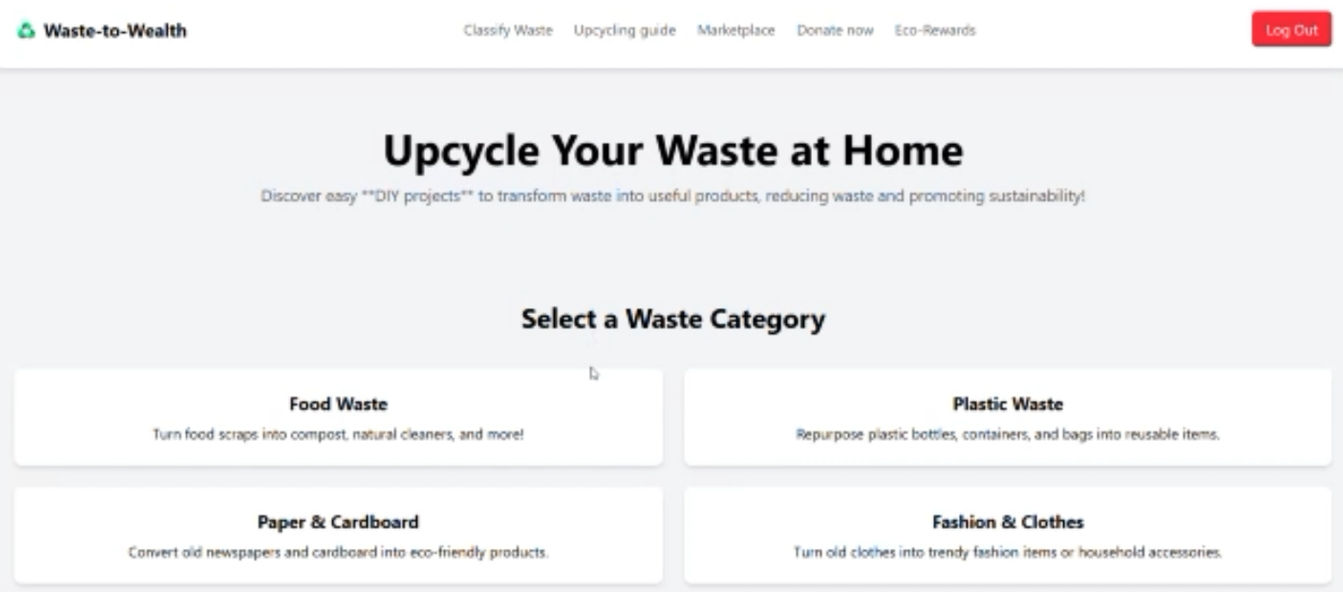 Waste-to-Wealth
Classify Waste
Upcycling guide
Marketplace
Donate now
Eco-Rewards
Log Out
Upcycle Your Waste at Home
Discover easy **DIY projects** to transform waste into useful products, reducing waste and promoting sustainability!
Select a Waste Category
Food Waste
Turn food scraps into compost, natural cleaners, and more!
Plastic Waste
Repurpose plastic bottles, containers, and bags into reusable items.
Paper & Cardboard
Convert old newspapers and cardboard into eco-friendly products.
Fashion & Clothes
Turn old clothes into trendy fashion items or household accessories.